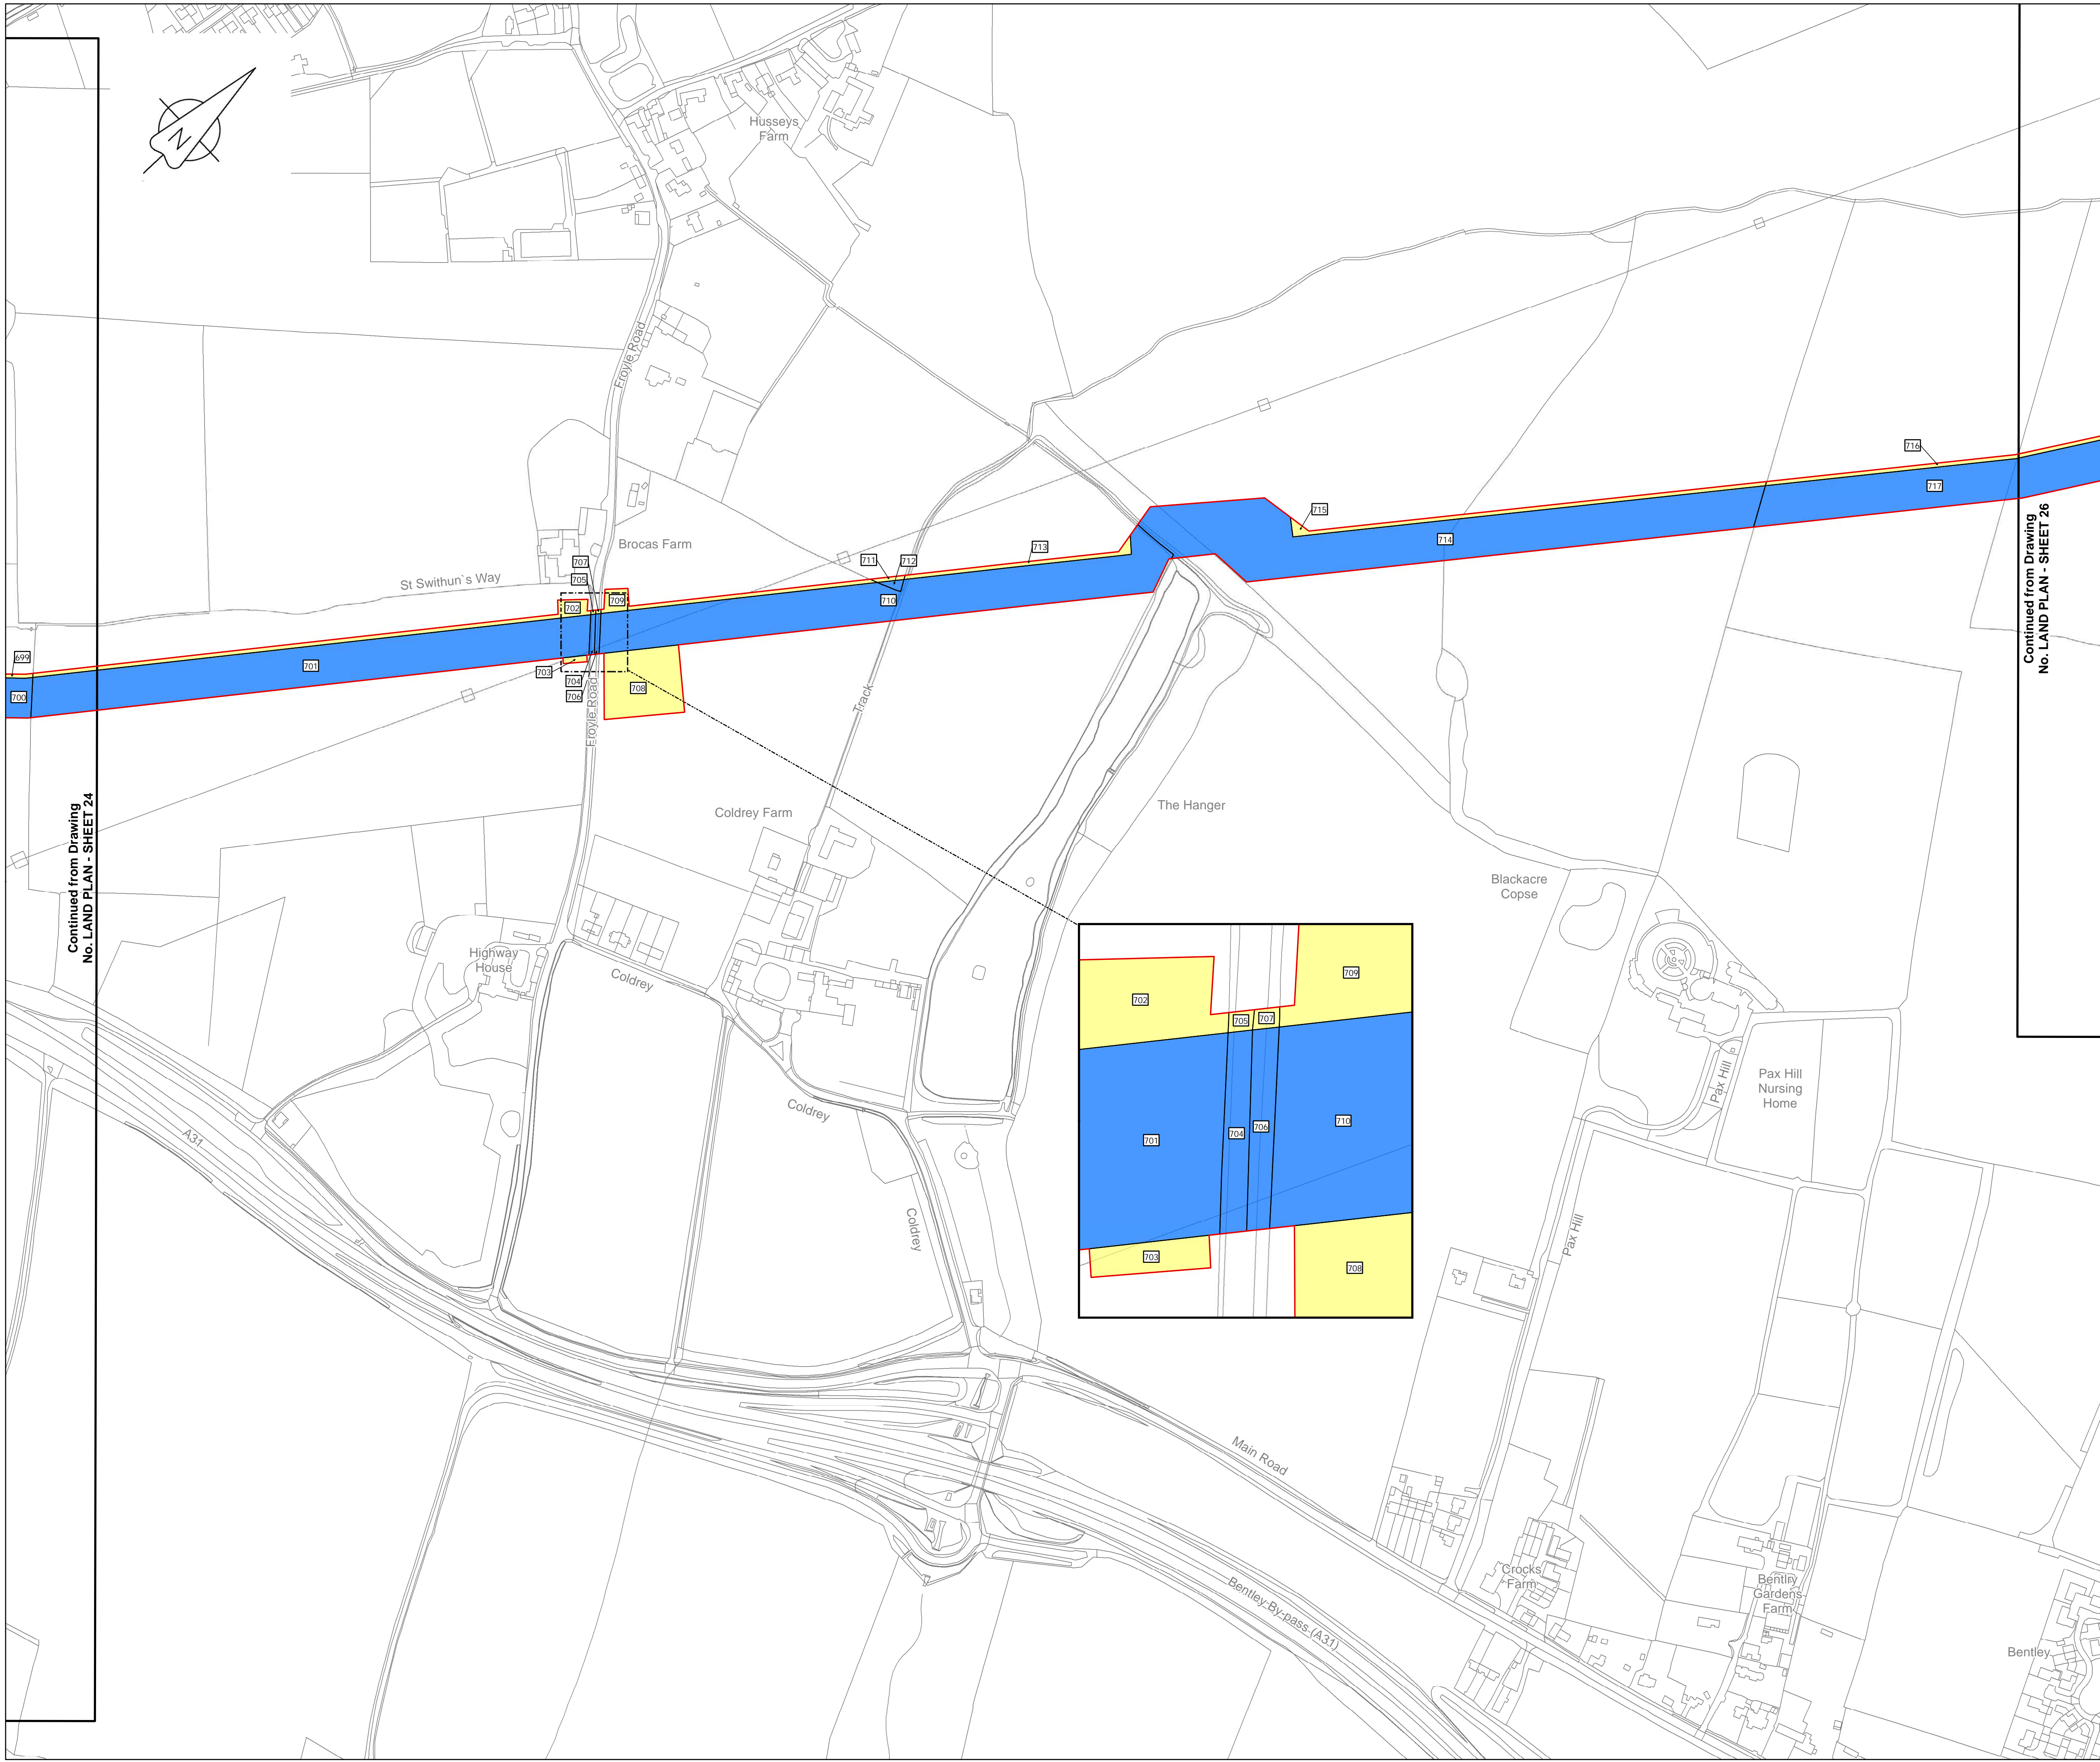 N
Husseys
Farm
Froyle Road
716
717
715
714
713
711
712
710
Brocas Farm
St Swithun`s Way
707
705
702
709
699
700
701
703
704
706
708
Froyle Road
Track
Continued from Drawing
No. LAND PLAN - SHEET 24
Continued from Drawing
No. LAND PLAN - SHEET 26
Coldrey Farm
The Hanger
Blackacre
Copse
Highway
House
Coldrey
702
709
705
707
701
704
706
710
703
708
Pax Hill
Pax Hill
Nursing
Home
Coldrey
A31
Coldrey
Pax Hill
Main Road
Bentley By-pass (A31)
Crocks
Farm
Bentlry
Gardens
Farm
Bentley